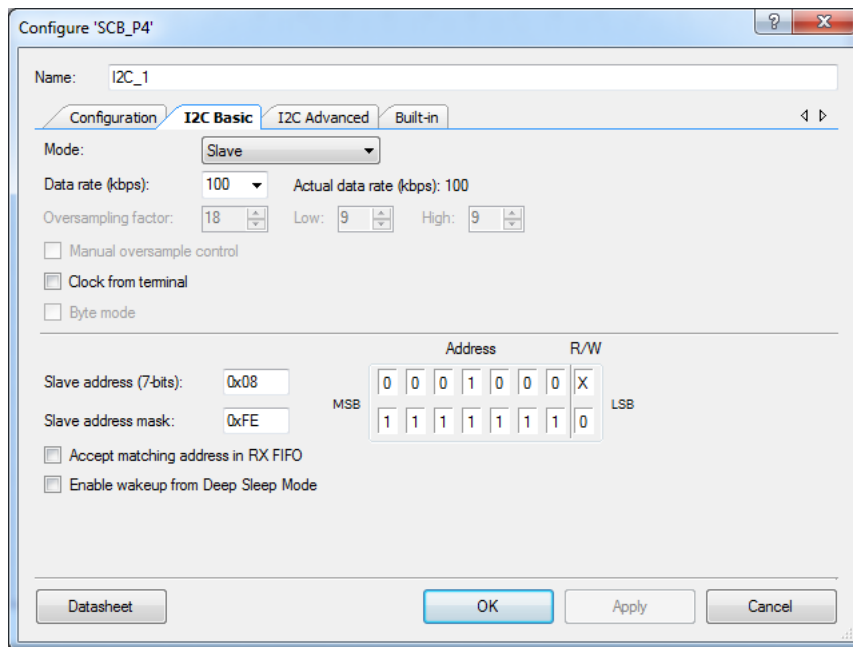 Configure 'SCB_P4'
Name: I2C_1
Configuration I2C Basic I2C Advanced Built-in
Mode: Slave
Data rate (kbps): 100 Actual data rate (kbps): 100
Oversampling factor: 18 Low: 9 High: 9
Manual oversample control
Clock from terminal
Byte mode
Address R/W
Slave address (7-bits): 0x08 0 0 0 1 0 0 0 X
MSB LSB
Slave address mask: 0xFE 1 1 1 1 1 1 1 0
Accept matching address in RX FIFO
Enable wakeup from Deep Sleep Mode
Datasheet OK Apply Cancel